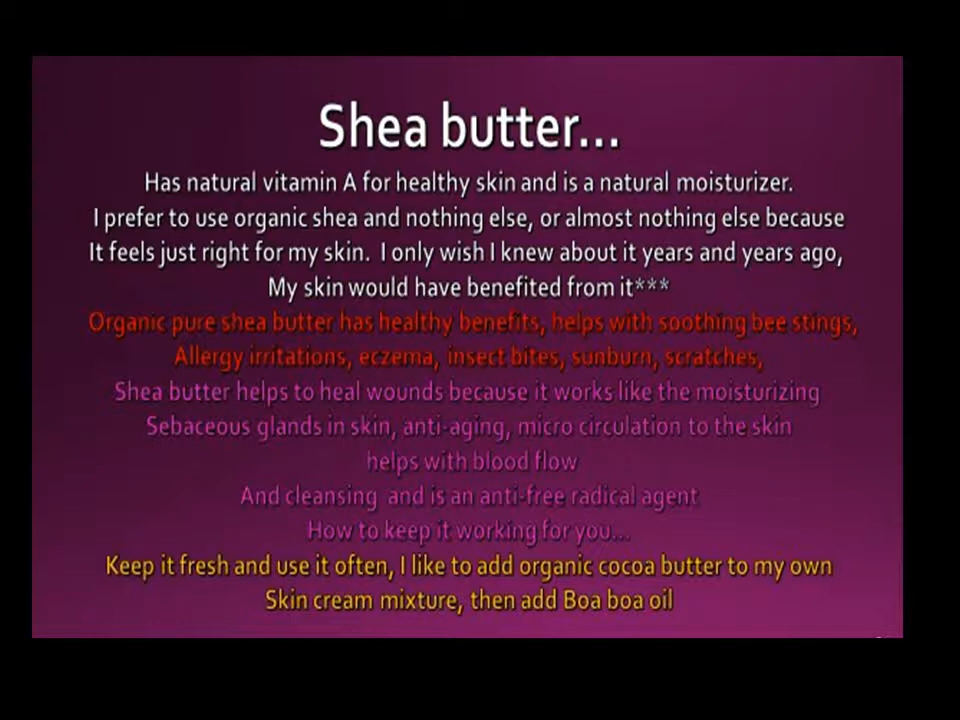 Shea butter...
Has natural vitamin A for healthy skin and is a natural moisturizer.
I prefer to use organic shea and nothing else, or almost nothing else because
It feels just right for my skin. I only wish I knew about it years and years ago,
My skin would have benefited from it***
Organic pure shea butter has healthy benefits, helps with soothing bee stings,
Allergy irritations, eczema, insect bites, sunburn, scratches,
Shea butter helps to heal wounds because it works like the moisturizing
Sebaceous glands in skin, anti-aging, micro circulation to the skin
helps with blood flow
And cleansing and is an anti-free radical agent
How to keep it working for you...
Keep it fresh and use it often, I like to add organic cocoa butter to my own
Skin cream mixture, then add Boa boa oil